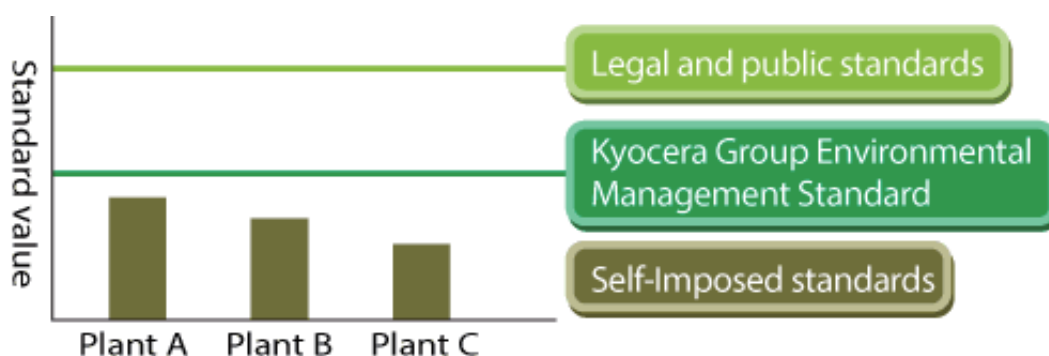 Standard value
Legal and public standards
Kyocera Group Environmental
Management Standard
Self-Imposed standards
Plant A
Plant B
Plant C